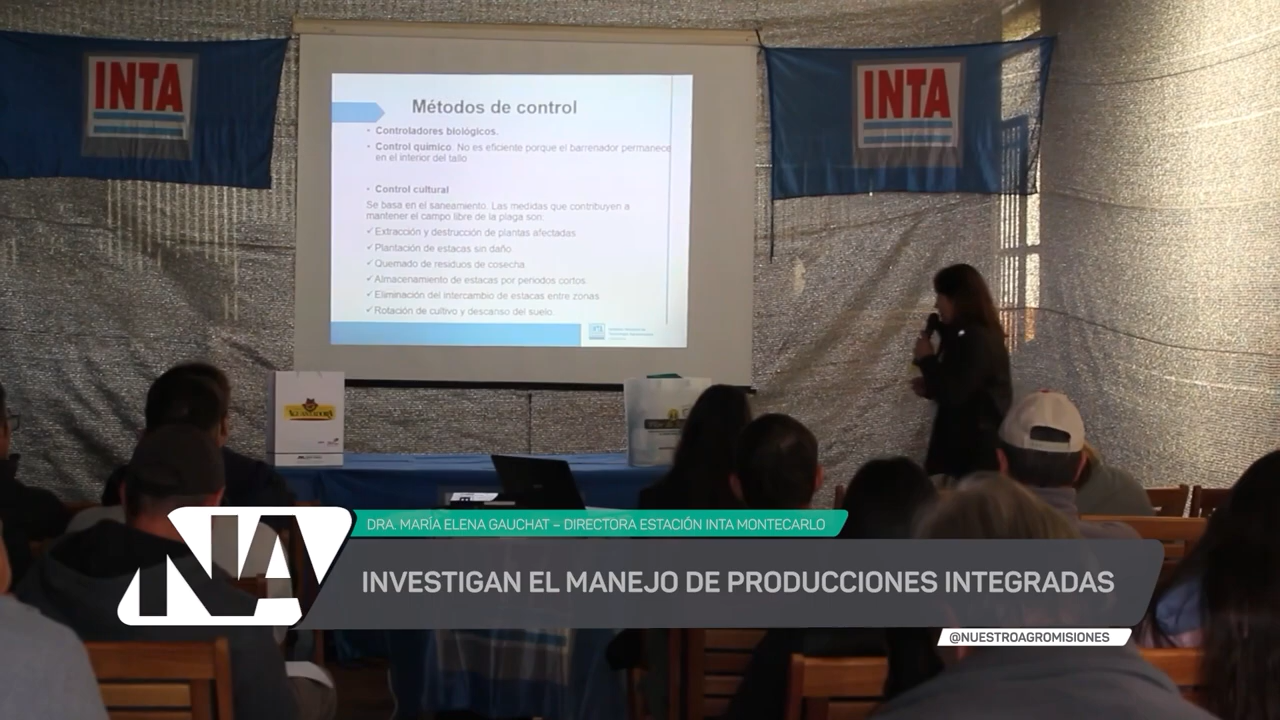 INTA
INTA
Métodos de control
• Controladores biológicos.
• Control químico. No es eficiente porque el barrenador permanece
en el interior del tallo
• Control cultural
Se basa en el saneamiento. Las medidas que contribuyen a
mantener el campo libre de la plaga son:
✓ Extracción y destrucción de plantas afectadas
✓ Plantación de estacas sin daño
✓ Quemado de residuos de cosecha.
✓ Almacenamiento de estacas por periodos cortos.
✓ Eliminación del intercambio de estacas entre zonas
✓ Rotación de cultivo y descanso del suelo.
NA
DRA. MARÍA ELENA GAUCHAT – DIRECTORA ESTACIÓN INTA MONTECARLO
INVESTIGAN EL MANEJO DE PRODUCCIONES INTEGRADAS
@NUESTROAGROMISIONES